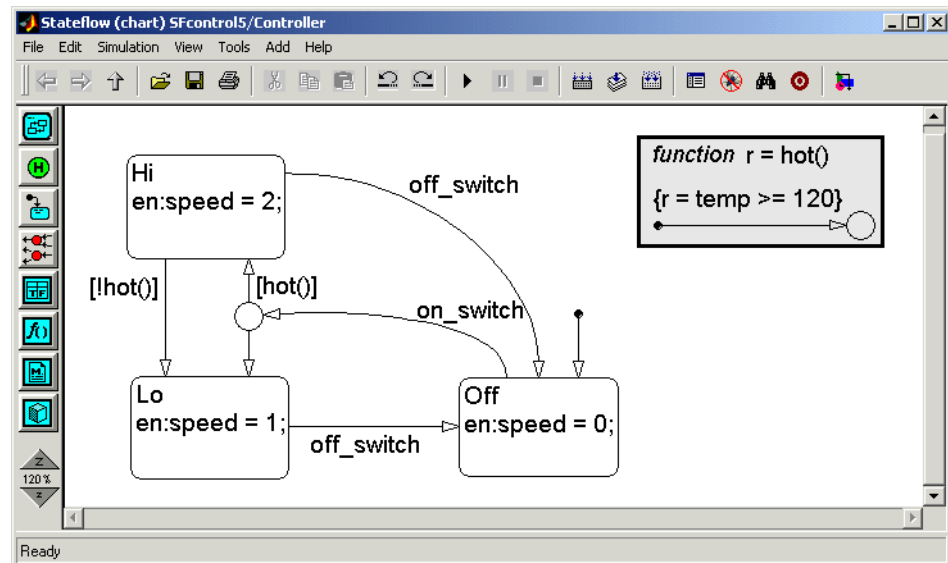 Stateflow (chart) SFcontrol5/Controller
File Edit Simulation View Tools Add Help
Hi
en:speed = 2;
off_switch
function r = hot()
{r = temp >= 120}
[!hot()]
[hot()]
on_switch
Lo
en:speed = 1;
off_switch
Off
en:speed = 0;
H
T F
f()
M
Z
120 %
z
Ready